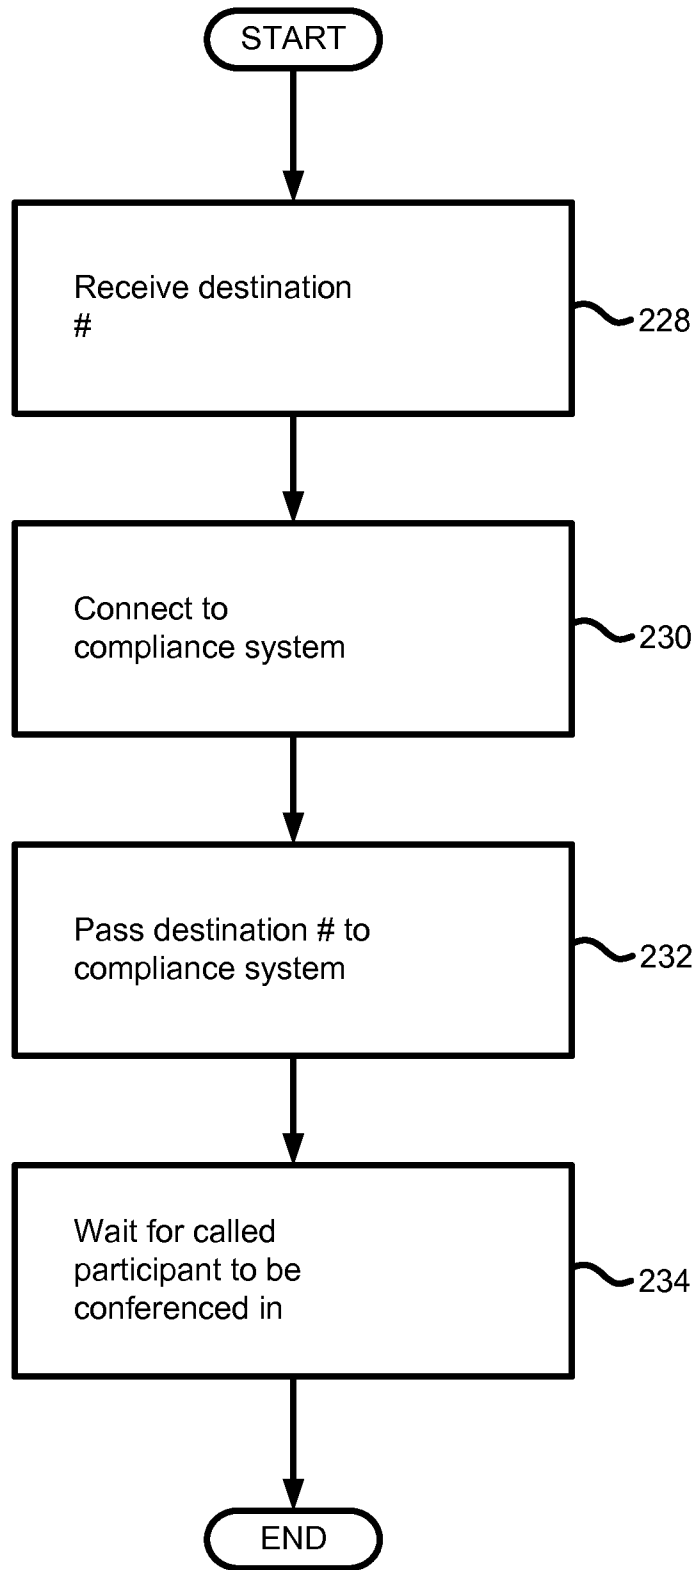 START
Receive destination
#
228
Connect to
compliance system
230
Pass destination # to
compliance system
232
Wait for called
participant to be
conferenced in
234
END